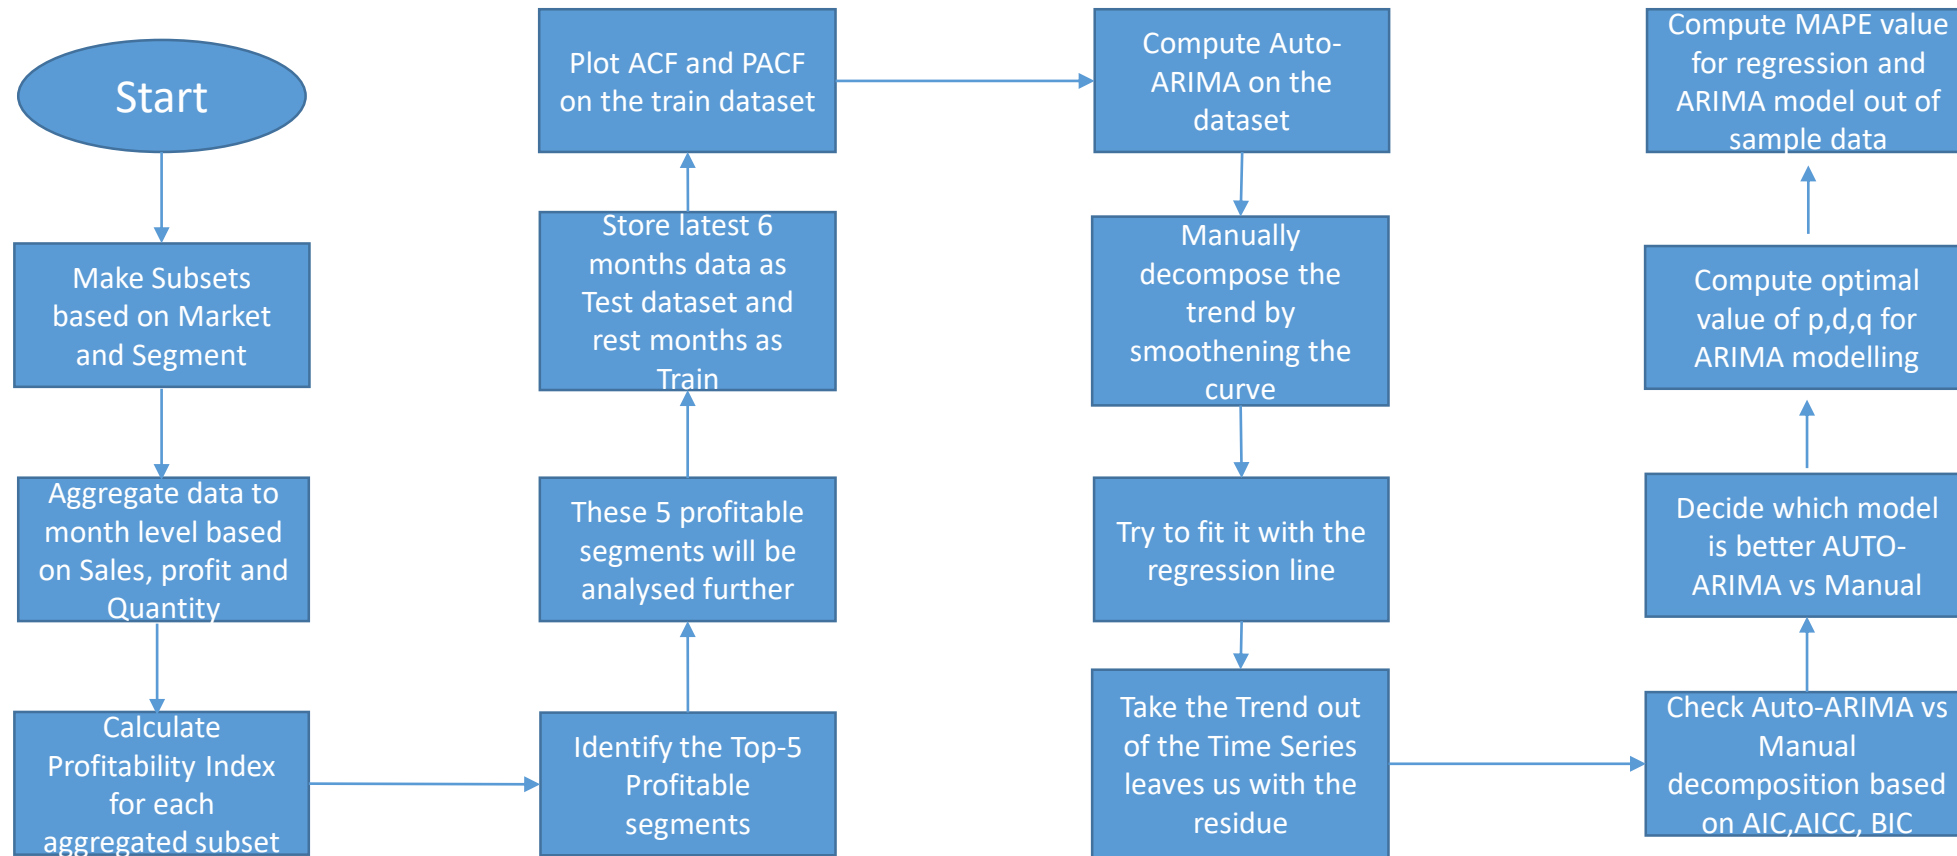 Start
Make Subsets
based on Market
and Segment
Aggregate data to
month level based
on Sales, profit and
Quantity
Calculate
Profitability Index
for each
aggregated subset
Identify the Top-5
Profitable
segments
These 5 profitable
segments will be
analysed further
Store latest 6
months data as
Test dataset and
rest months as
Train
Plot ACF and PACF
on the train dataset
Compute Auto-
ARIMA on the
dataset
Manually
decompose the
trend by
smoothening the
curve
Try to fit it with the
regression line
Take the Trend out
of the Time Series
leaves us with the
residue
Check Auto-ARIMA vs
Manual
decomposition based
on AIC,AICC, BIC
Decide which model
is better AUTO-
ARIMA vs Manual
Compute optimal
value of p,d,q for
ARIMA modelling
Compute MAPE value
for regression and
ARIMA model out of
sample data